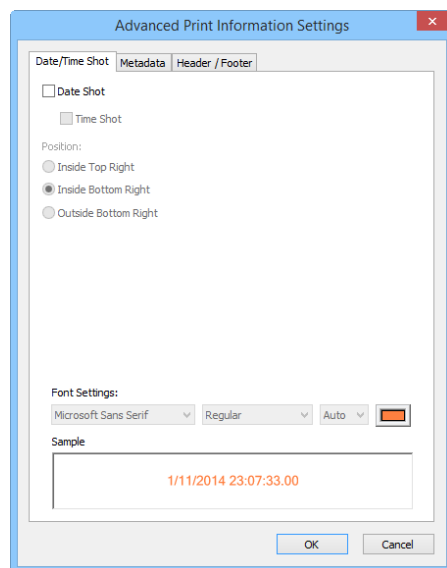 Advanced Print Information Settings
Date/Time Shot Metadata Header / Footer
Date Shot
Time Shot
Position:
Inside Top Right
Inside Bottom Right
Outside Bottom Right
Font Settings:
Microsoft Sans Serif Regular Auto
Sample
1/11/2014 23:07:33.00
OK Cancel